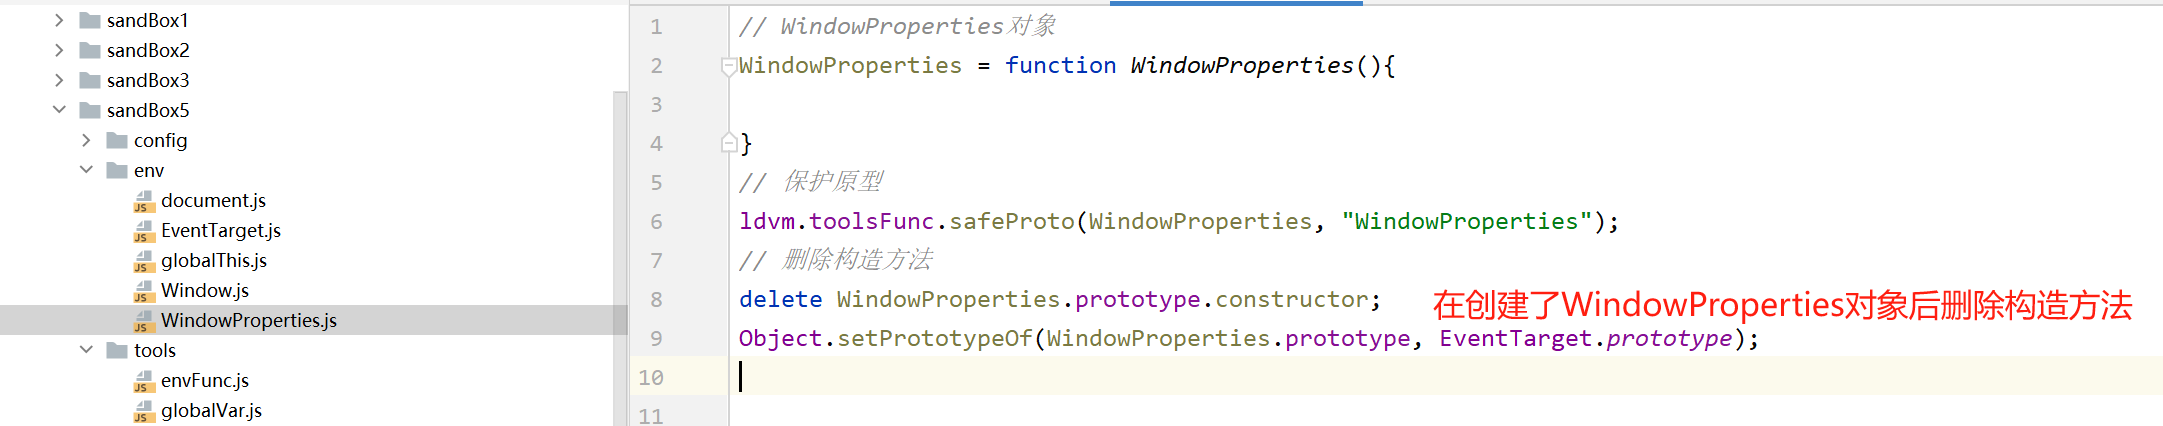 sandBox1
sandBox2
sandBox3
sandBox5
config
env
document.js
EventTarget.js
globalThis.js
Window.js
WindowProperties.js
tools
envFunc.js
globalVar.js
1 // WindowProperties对象
2 WindowProperties = function WindowProperties(){
3
4 }
5 // 保护原型
6 ldvm.toolsFunc.safeProto(WindowProperties, "WindowProperties");
7 // 删除构造方法
8 delete WindowProperties.prototype.constructor;
在创建了WindowProperties对象后删除构造方法
9 Object.setPrototypeOf(WindowProperties.prototype, EventTarget.prototype);
10
11